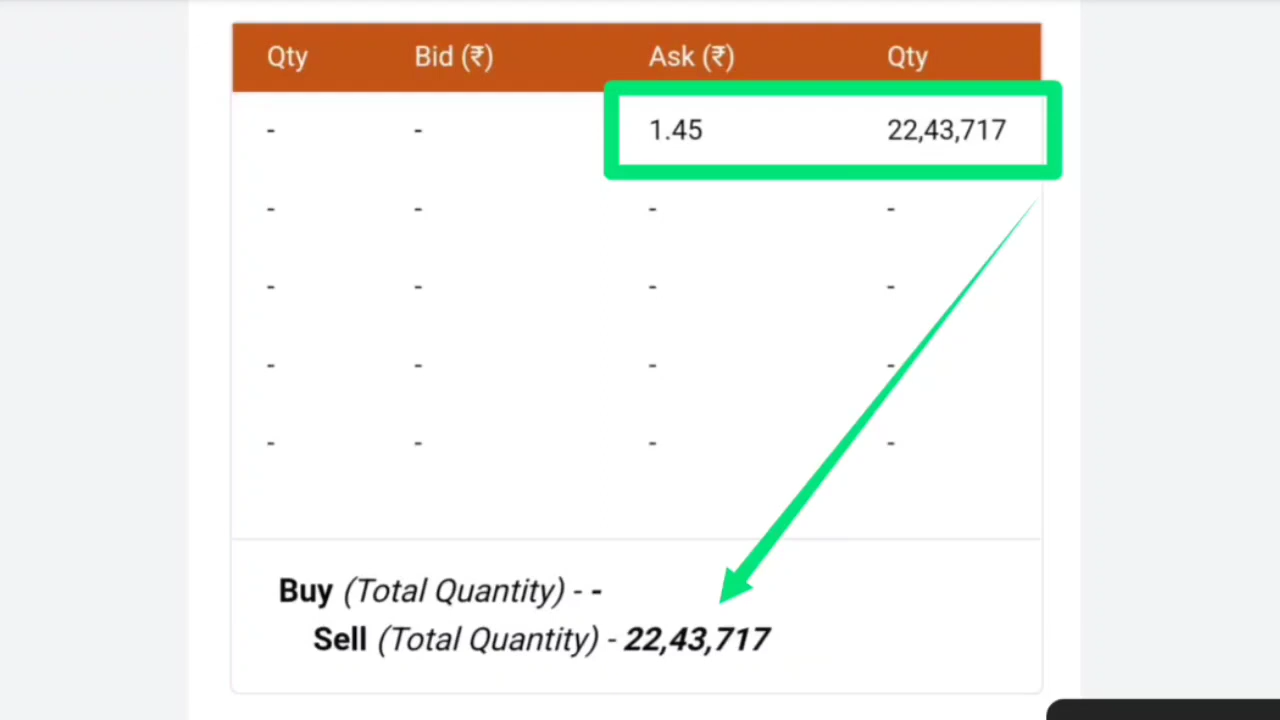 Qty Bid (₹) Ask (₹) Qty
- - 1.45 22,43,717
- - - -
- - - -
- - - -
- - - -
Buy (Total Quantity) - -
Sell (Total Quantity) - 22,43,717